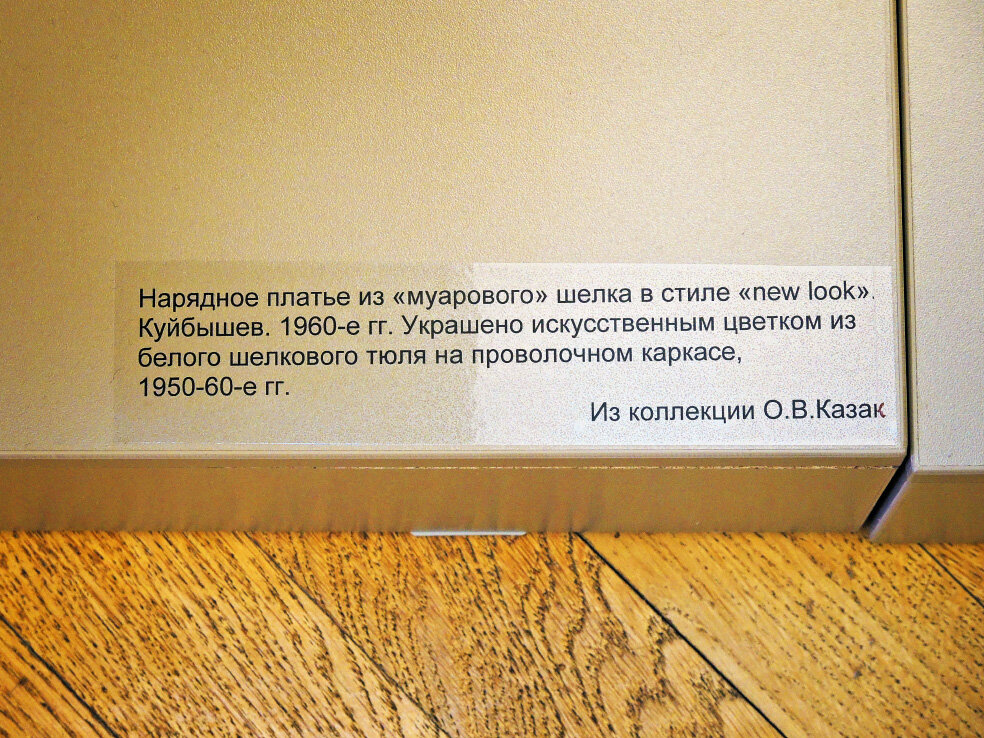 Нарядное платье из «муарового» шелка в стиле «new look».
Куйбышев. 1960-е гг. Украшено искусственным цветком из
белого шелкового тюля на проволочном каркасе,
1950-60-е гг.
Из коллекции О.В.Казак